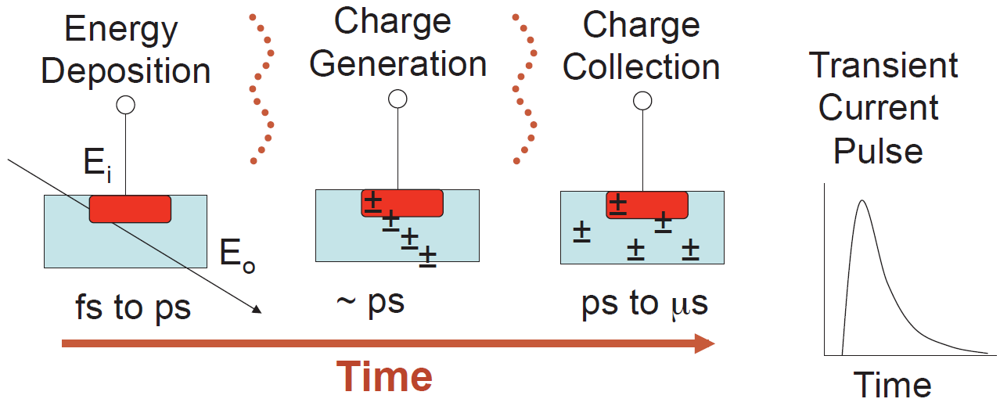 Energy
Deposition
Charge
Generation
Charge
Collection
Transient
Current
Pulse
Ei
Eo
±
±
±
±
±
±
±
±
±
fs to ps
~ ps
ps to μs
Time
Time